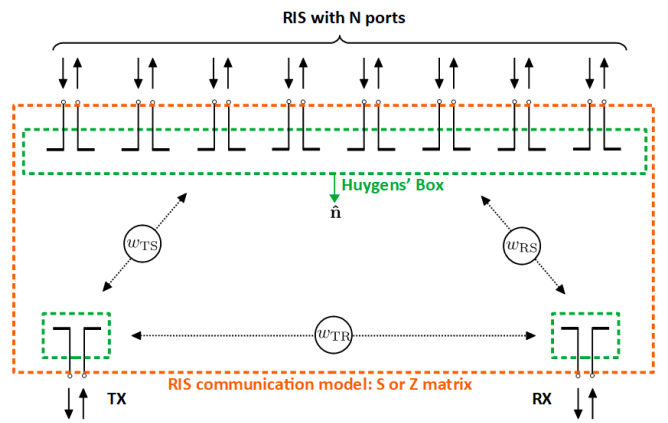 RIS with N ports
Huygens' Box
n̂
w_TS
w_RS
w_TR
RIS communication model: S or Z matrix
TX
RX